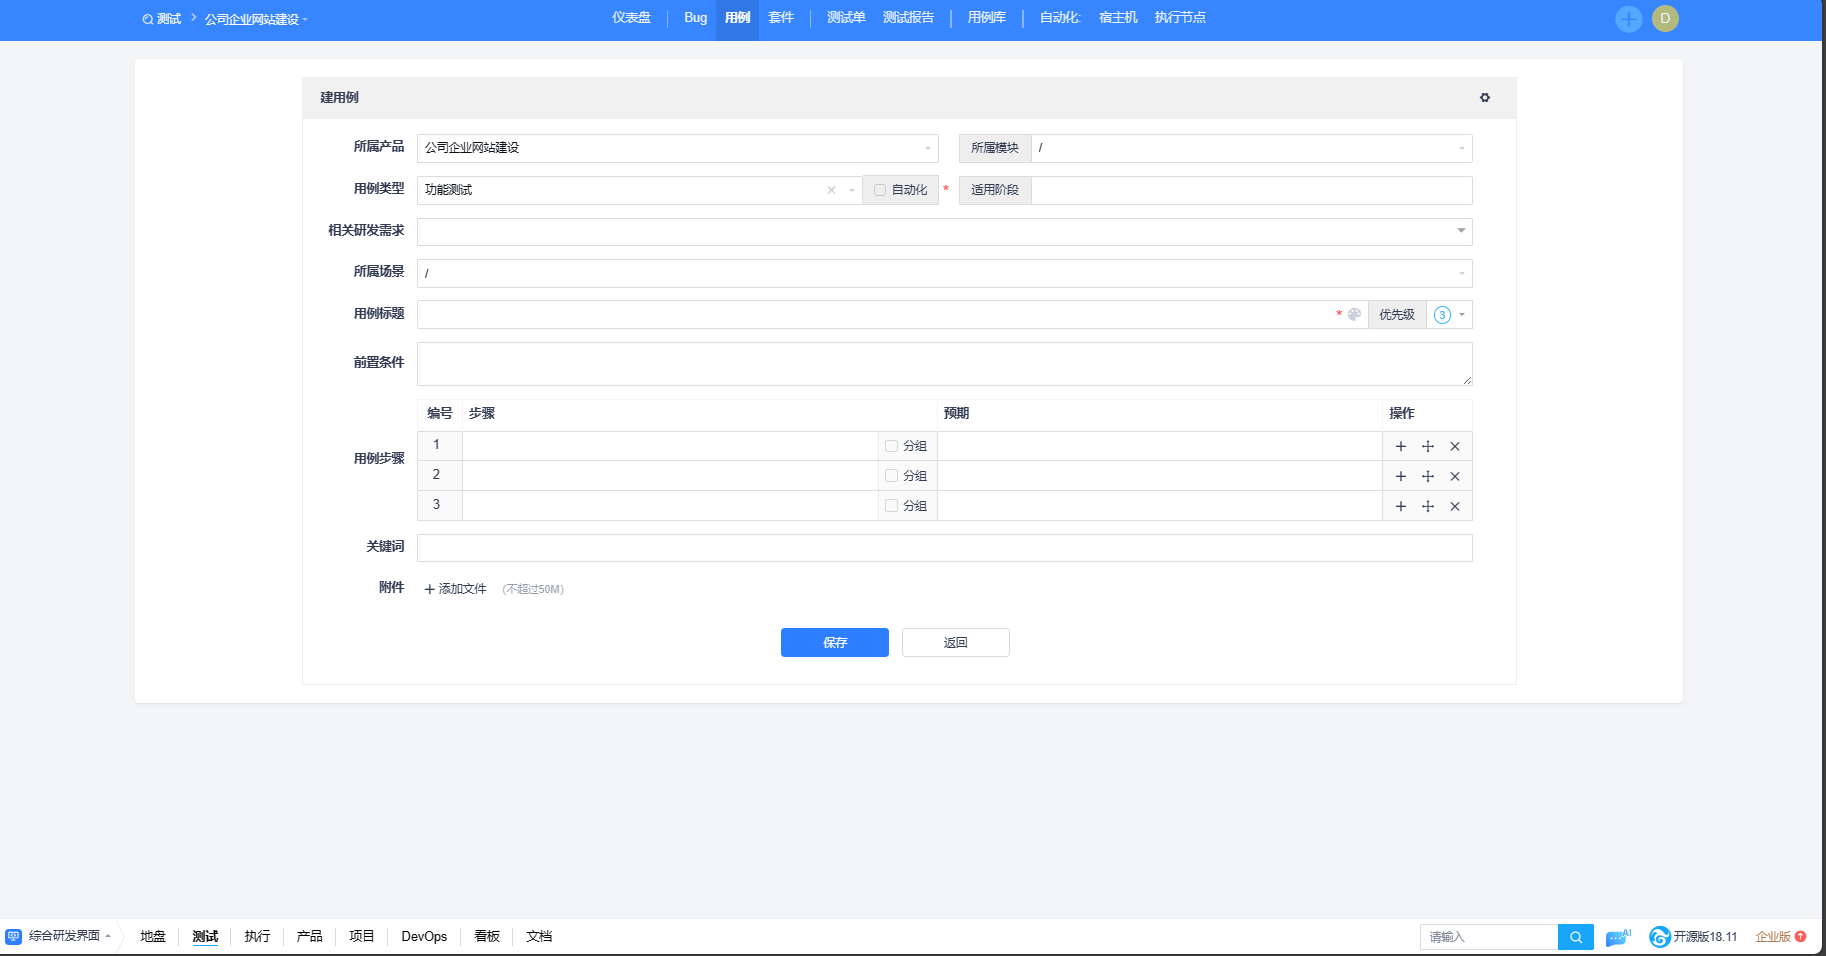 测试 公司企业网站建设 仪表盘 Bug 用例 套件 测试单 测试报告 用例库 自动化: 宿主机 执行节点 D
建用例
所属产品 公司企业网站建设 所属模块 /
用例类型 功能测试 自动化 * 适用阶段
相关研发需求
所属场景 /
用例标题 * 优先级 3
前置条件
编号 步骤 预期 操作
1 分组
用例步骤
2 分组
3 分组
关键词
附件 添加文件 (不超过50M)
保存 返回
综合研发界面 地盘 测试 执行 产品 项目 DevOps 看板 文档 请输入 AI 开源版18.11 企业版